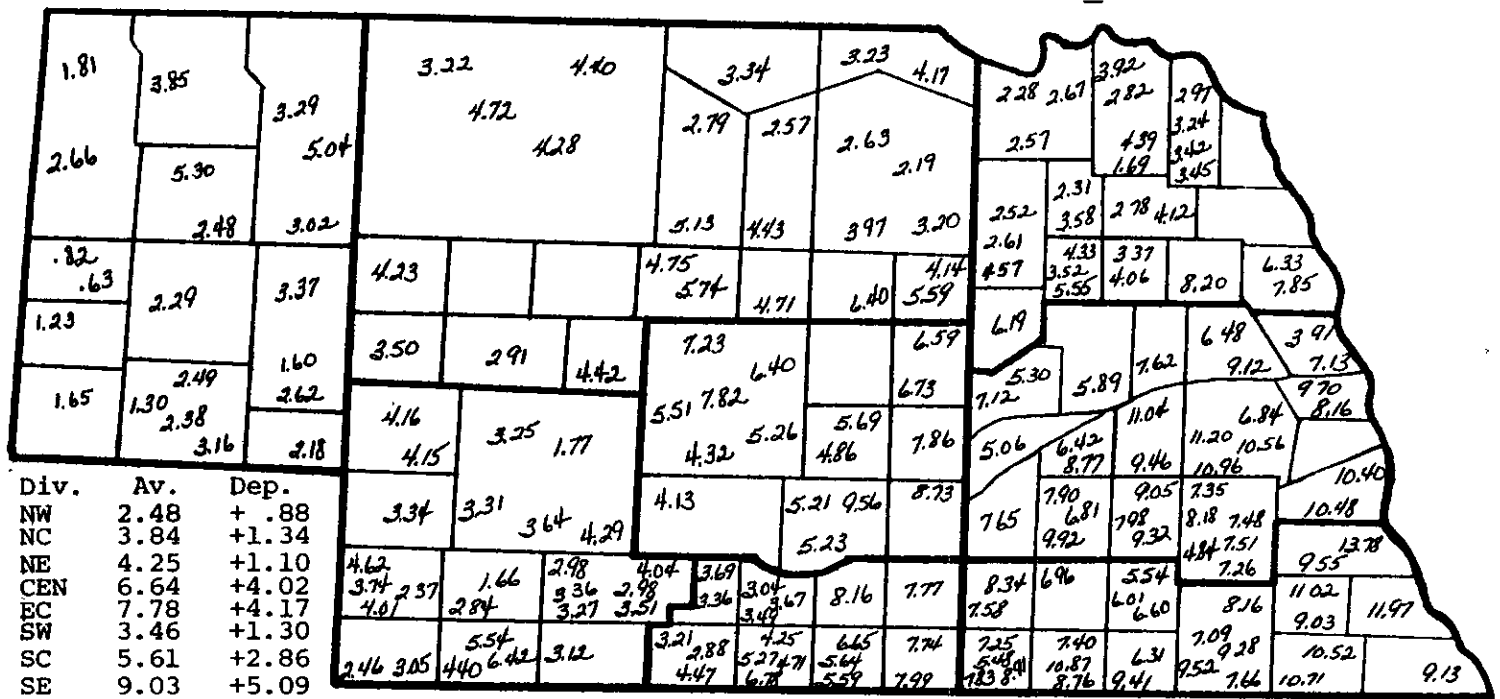 1.81 3.85 3.29 3.22 4.40 3.34 3.23 4.17 2.28 2.67 3.92 2.82 2.97
4.72 2.79 2.57 3.24
2.66 5.30 5.04 4.28 2.63 2.19 2.57 4.39 3.42
1.69 3.45
2.48 3.02 5.13 4.43 3.97 3.20 2.52 2.31 3.58 2.78 4.12
.82 .63 2.29 3.37 4.23 4.75 5.74 4.71 6.40 4.14 5.59 2.61 4.57 4.33 3.52 5.55 3.37 4.06 8.20 6.33 7.85
1.23 3.50 2.91 4.42 7.23 6.40 6.59 6.19 7.62 6.48 9.12 3.91 7.13
1.60 2.62 6.73 7.12 5.30 5.89 9.70 8.16
1.65 2.49 1.30 2.38 3.16 2.18 4.16 4.15 3.25 1.77 5.51 7.82 4.32 5.26 5.69 4.86 7.86 5.06 6.42 8.77 11.04 9.46 6.84 11.20 10.56 10.96 10.40
3.34 3.31 3.64 4.29 4.13 5.21 9.56 5.23 8.73 7.65 7.90 6.81 9.92 9.05 7.98 9.32 7.35 8.18 7.48 4.84 7.51 7.26 10.48
13.78 9.55
4.62 3.74 2.37 4.01 1.66 2.84 2.98 4.04 3.36 2.98 3.27 3.51 3.69 3.36 3.04 3.67 3.49 8.16 7.77 8.34 7.58 6.96 5.54 6.01 6.60 8.16 11.02 9.03 11.97
2.46 3.05 5.54 4.40 6.42 3.12 3.21 2.88 4.47 4.25 5.27 4.71 6.78 6.65 5.64 5.59 7.74 7.99 7.25 5.48 7.83 8.91 7.40 10.87 8.76 6.31 9.41 7.09 9.28 9.52 7.66 10.52 10.71 9.13
Div. Av. Dep.
NW 2.48 + .88
NC 3.84 +1.34
NE 4.25 +1.10
CEN 6.64 +4.02
EC 7.78 +4.17
SW 3.46 +1.30
SC 5.61 +2.86
SE 9.03 +5.09